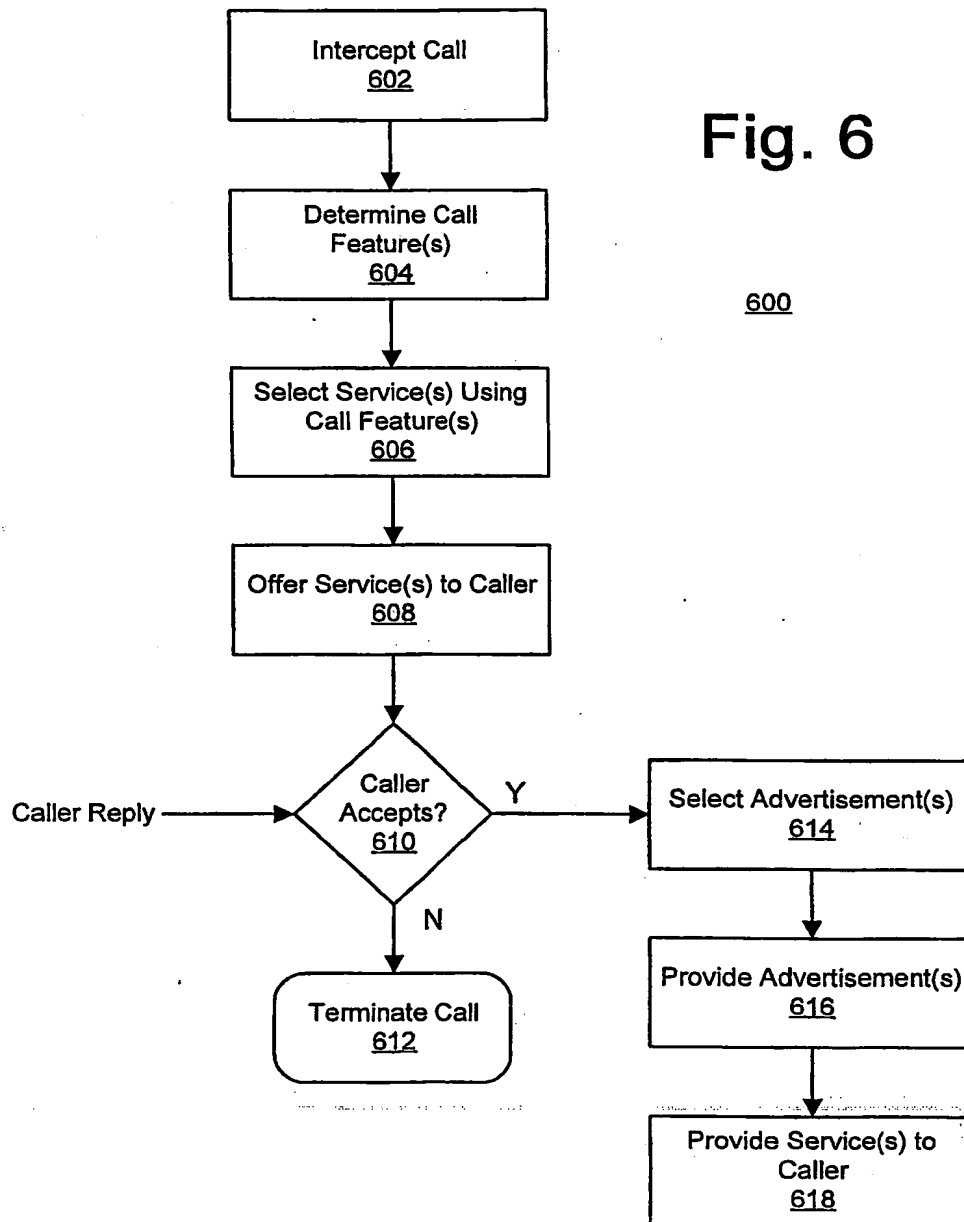 Intercept Call
602
Fig. 6
Determine Call
Feature(s)
604
600
Select Service(s) Using
Call Feature(s)
606
Offer Service(s) to Caller
608
Caller Reply
Caller
Accepts?
610
Y
N
Select Advertisement(s)
614
Provide Advertisement(s)
616
Terminate Call
612
Provide Service(s) to
Caller
618